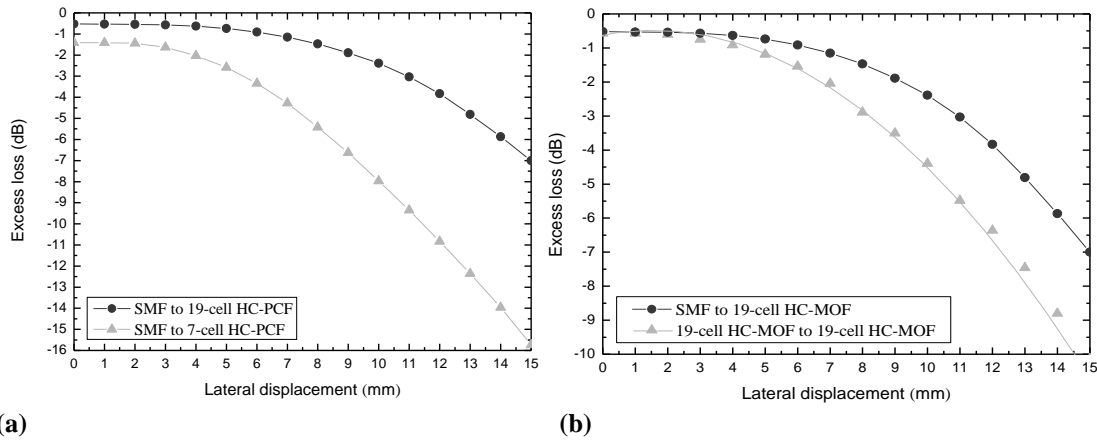 0
-1
-2
-3
-4
-5
-6
-7
-8
-9
-10
-11
-12
-13
-14
-15
-16
Excess loss (dB)
SMF to 19-cell HC-PCF
SMF to 7-cell HC-PCF
0 1 2 3 4 5 6 7 8 9 10 11 12 13 14 15
Lateral displacement (mm)
(a)
0
-1
-2
-3
-4
-5
-6
-7
-8
-9
-10
Excess loss (dB)
SMF to 19-cell HC-MOF
19-cell HC-MOF to 19-cell HC-MOF
0 1 2 3 4 5 6 7 8 9 10 11 12 13 14 15
Lateral displacement (mm)
(b)